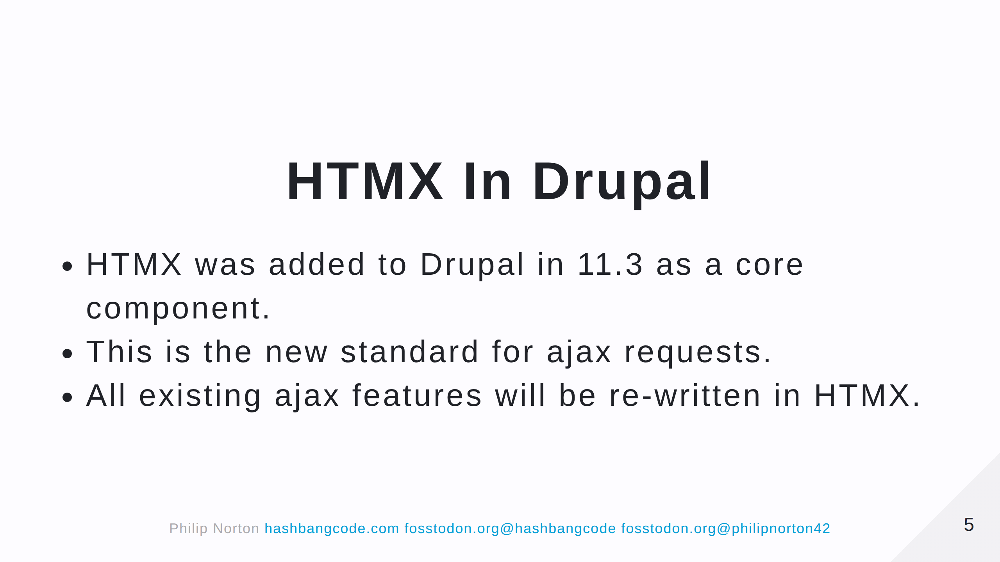 HTMX In Drupal
• HTMX was added to Drupal in 11.3 as a core
component.
• This is the new standard for ajax requests.
• All existing ajax features will be re-written in HTMX.
Philip Norton hashbangcode.com fosstodon.org@hashbangcode fosstodon.org@philipnorton42
5